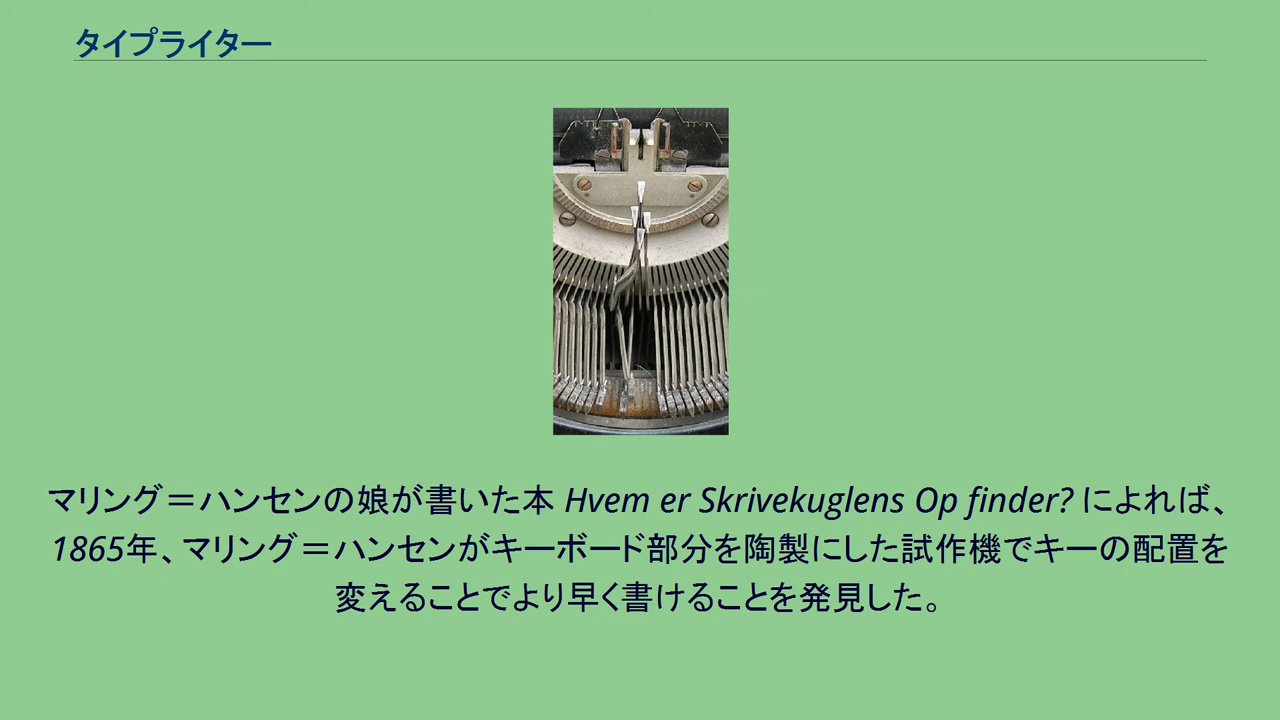 タイプライター
マリング＝ハンセンの娘が書いた本 Hvem er Skrivekuglens Op finder? によれば、
1865年、マリング＝ハンセンがキーボード部分を陶製にした試作機でキーの配置を
変えることでより早く書けることを発見した。